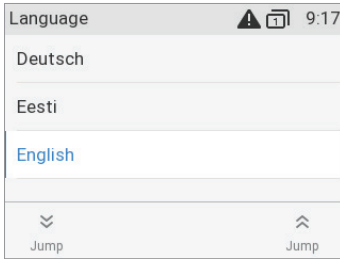 Language 1 9:17
Deutsch
Eesti
English
Jump Jump